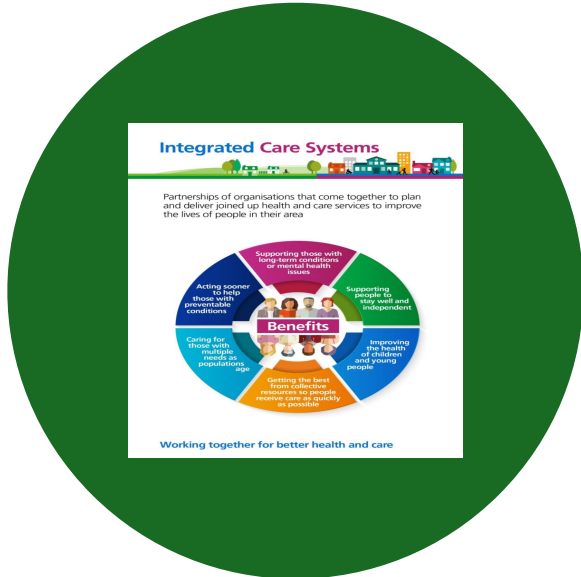 Integrated Care Systems
Partnerships of organisations that come together to plan
and deliver joined up health and care services to improve
the lives of people in their area
Supporting those with
long-term conditions
or mental health
issues
Supporting
people to
stay well and
independent
Improving
the health
of children
and young
people
Getting the best
from collective
resources so people
receive care as quickly
as possible
Caring for
those with
multiple
needs as
populations
age
Acting sooner
to help
those with
preventable
conditions
Benefits
Working together for better health and care